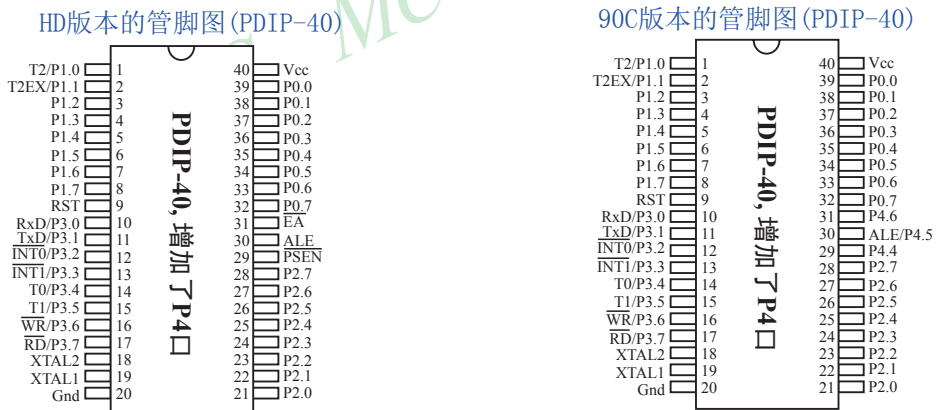 HD版本的管脚图(PDIP-40)
MC
T2/P1.0 1 40 Vcc
T2EX/P1.1 2 39 P0.0
P1.2 3 38 P0.1
P1.3 4 37 P0.2
P1.4 5 36 P0.3
P1.5 6 35 P0.4
P1.6 7 34 P0.5
P1.7 8 33 P0.6
RST 9 32 P0.7
RxD/P3.0 10 31 EA
TxD/P3.1 11 30 ALE
INT0/P3.2 12 29 PSEN
INT1/P3.3 13 28 P2.7
T0/P3.4 14 27 P2.6
T1/P3.5 15 26 P2.5
WR/P3.6 16 25 P2.4
RD/P3.7 17 24 P2.3
XTAL2 18 23 P2.2
XTAL1 19 22 P2.1
Gnd 20 21 P2.0
PDIP-40, 增加了P4口
90C版本的管脚图(PDIP-40)
T2/P1.0 1 40 Vcc
T2EX/P1.1 2 39 P0.0
P1.2 3 38 P0.1
P1.3 4 37 P0.2
P1.4 5 36 P0.3
P1.5 6 35 P0.4
P1.6 7 34 P0.5
P1.7 8 33 P0.6
RST 9 32 P0.7
RxD/P3.0 10 31 P4.6
TxD/P3.1 11 30 ALE/P4.5
INT0/P3.2 12 29 P4.4
INT1/P3.3 13 28 P2.7
T0/P3.4 14 27 P2.6
T1/P3.5 15 26 P2.5
WR/P3.6 16 25 P2.4
RD/P3.7 17 24 P2.3
XTAL2 18 23 P2.2
XTAL1 19 22 P2.1
Gnd 20 21 P2.0
PDIP-40, 增加了P4口